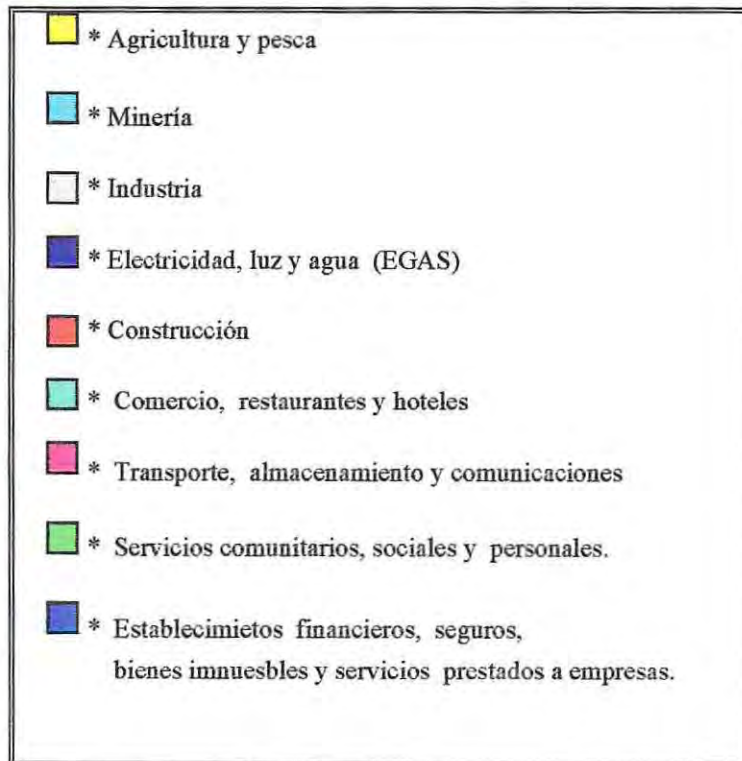 * Agricultura y pesca
* Minería
* Industria
* Electricidad, luz y agua (EGAS)
* Construcción
* Comercio, restaurantes y hoteles
* Transporte, almacenamiento y comunicaciones
* Servicios comunitarios, sociales y personales.
* Establecimietos financieros, seguros,
bienes imnuesbles y servicios prestados a empresas.